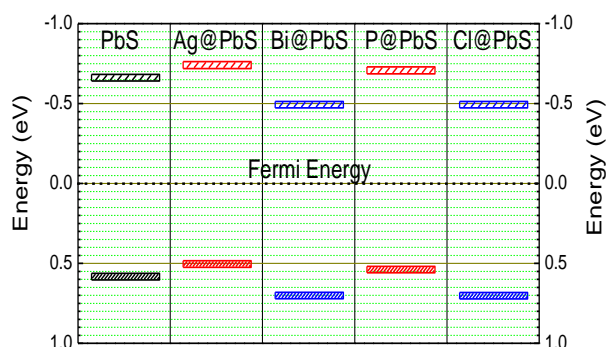 -1.0 -1.0
PbS Ag@PbS Bi@PbS P@PbS Cl@PbS
-0.5 -0.5
Energy (eV) Energy (eV)
Fermi Energy
0.0 0.0
0.5 0.5
1.0 1.0